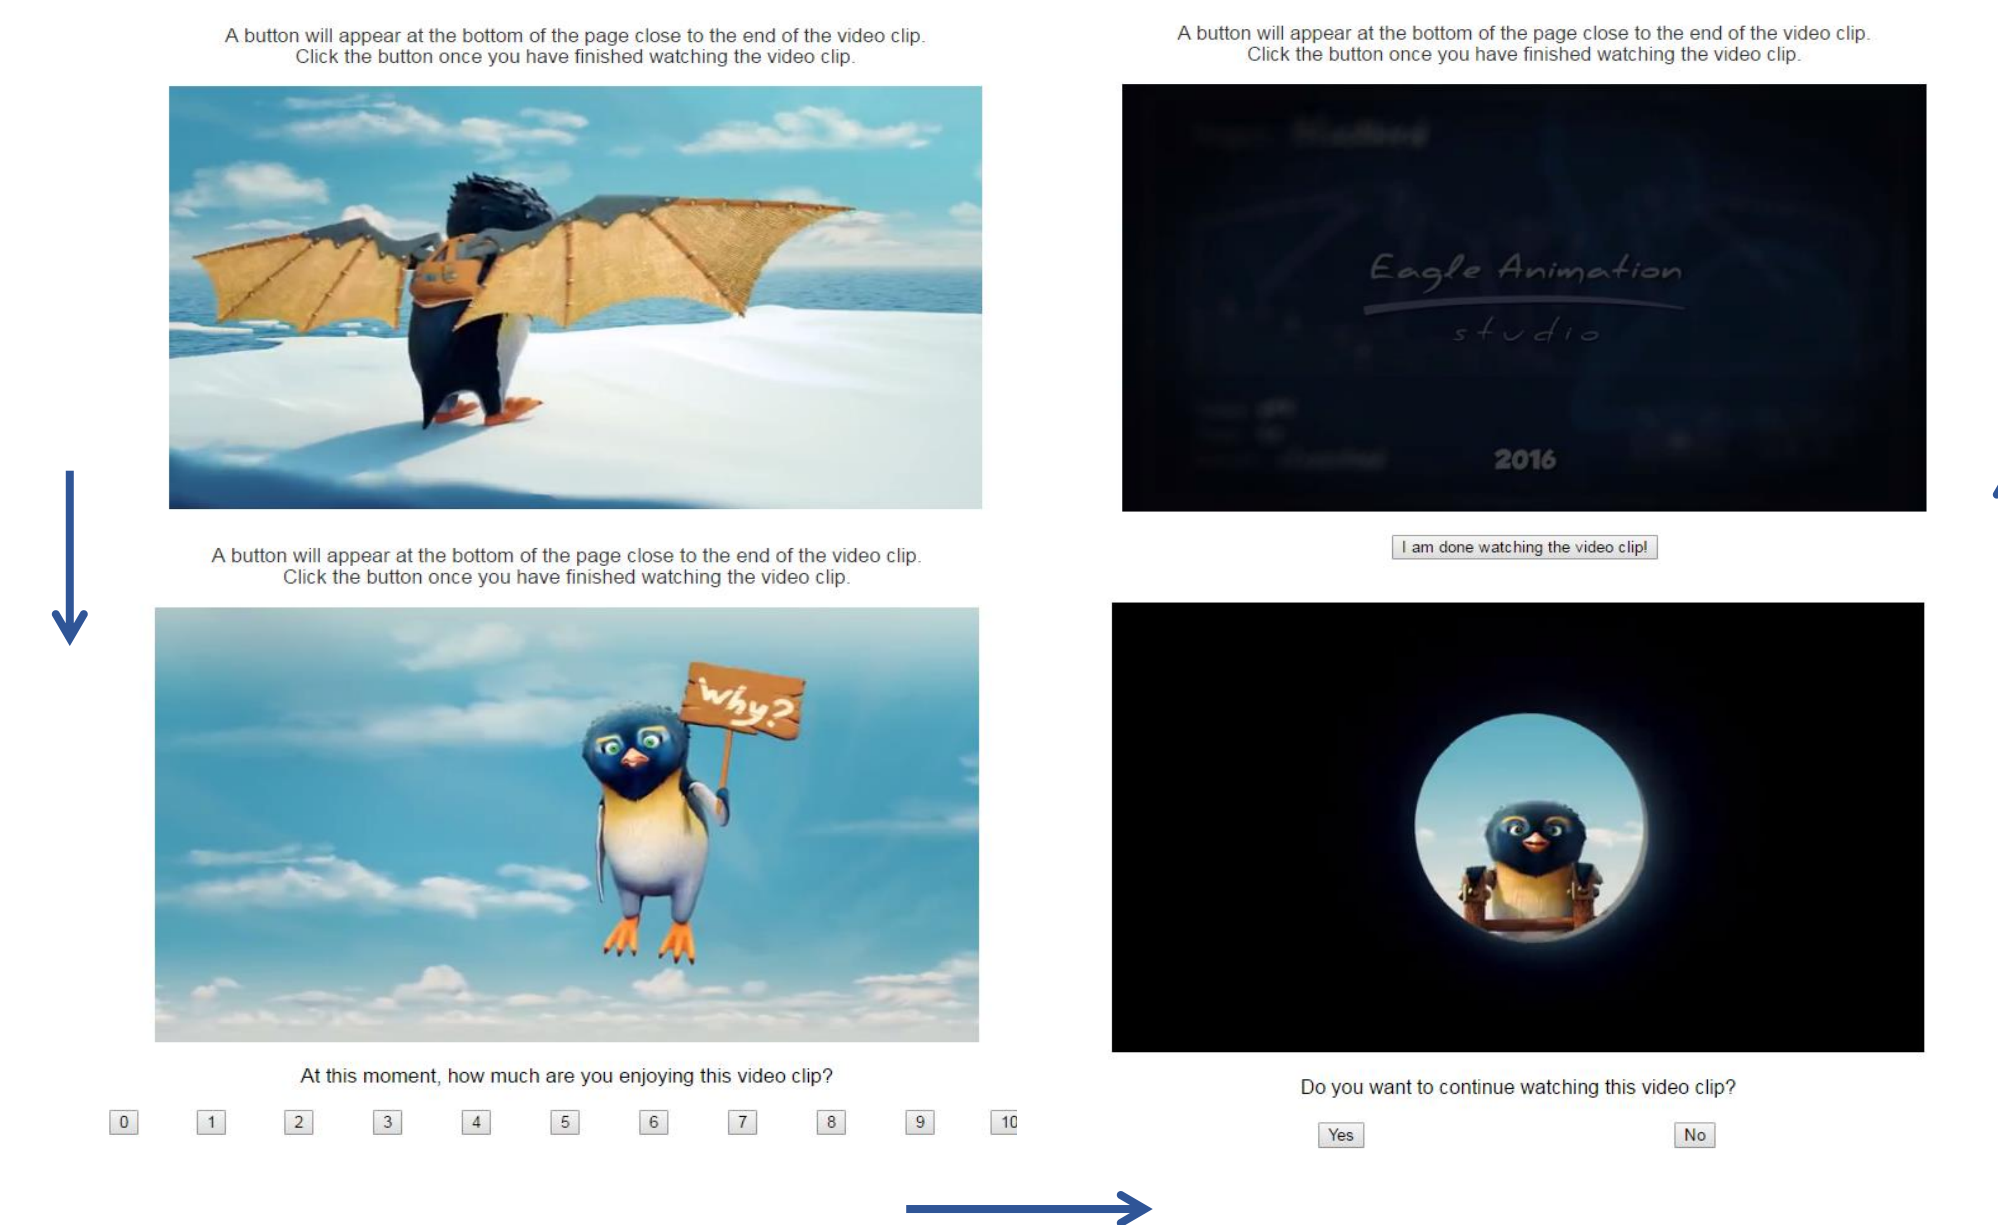 A button will appear at the bottom of the page close to the end of the video clip.
Click the button once you have finished watching the video clip.
A button will appear at the bottom of the page close to the end of the video clip.
Click the button once you have finished watching the video clip.
Why?
At this moment, how much are you enjoying this video clip?
0 1 2 3 4 5 6 7 8 9 10
A button will appear at the bottom of the page close to the end of the video clip.
Click the button once you have finished watching the video clip.
Eagle Animation
studio
2016
I am done watching the video clip!
Do you want to continue watching this video clip?
Yes No